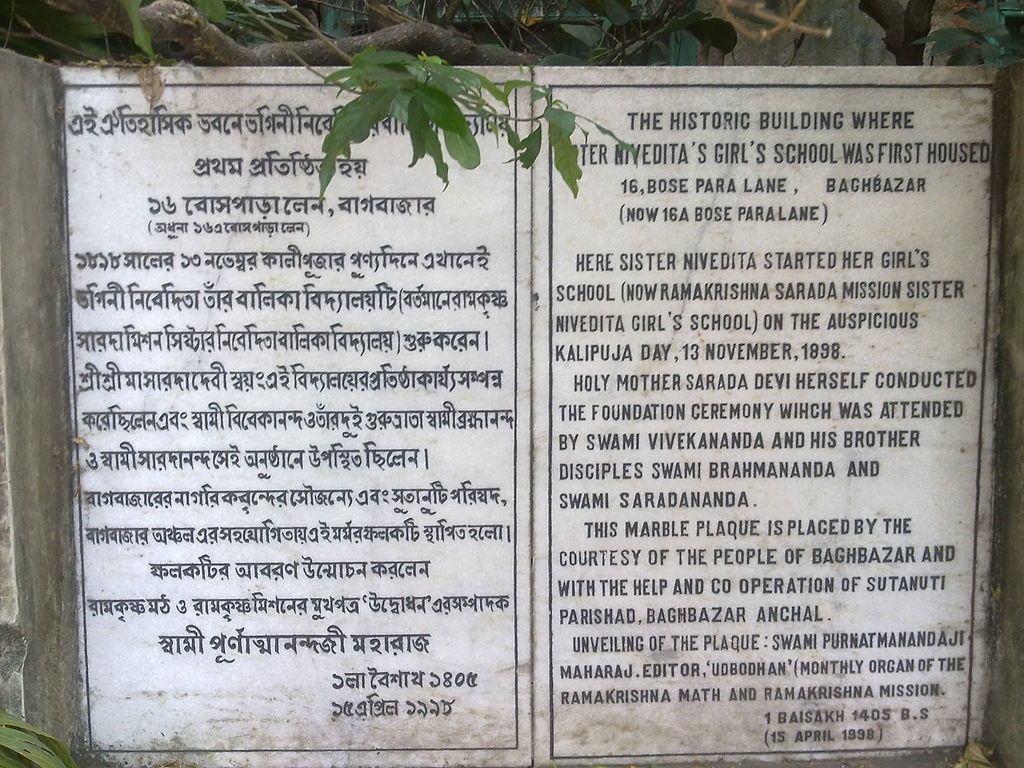 এই ঐতিহাসিক ভবনে ভগিনী
প্রথম প্রতিষ্ঠিত হয়
১৬ বোসপাড়া লেন, বাগবাজার
(অধুনা ১৬এ বোসপাড়া লেন)
১৮৯৮ সালের ১৩ নভেম্বর কালীপূজার পুণ্যদিনে এখানেই
ভগিনী নিবেদিতা তাঁর বালিকা বিদ্যালয়টি (বর্তমানে রামকৃষ্ণ
সারদা মিশন সিস্টার নিবেদিতা বালিকা বিদ্যালয়) শুরু করেন।
শ্রীশ্রীমা সারদা দেবী স্বয়ং এই বিদ্যালয়ের প্রতিষ্ঠাকার্য্য সম্পন্ন
করেছিলেন এবং স্বামী বিবেকানন্দ ও তাঁর দুই গুরুভ্রাতা স্বামী ব্রহ্মানন্দ
ও স্বামী সারদানন্দ সেই অনুষ্ঠানে উপস্থিত ছিলেন।
বাগবাজারের নাগরিকবৃন্দের সৌজন্যে এবং সুতানুটি পরিষদ,
বাগবাজার অঞ্চল এর সহযোগিতায় এই মর্মর ফলকটি স্থাপিত হলো।
ফলকটির আবরণ উন্মোচন করলেন
রামকৃষ্ণ মঠ ও রামকৃষ্ণ মিশনের মুখপত্র 'উদ্বোধন' এর সম্পাদক
স্বামী পূর্ণাত্মানন্দজী মহারাজ
১লা বৈশাখ ১৪০৫
১৫এপ্রিল ১৯৯৮
THE HISTORIC BUILDING WHERE
TER NIVEDITA'S GIRL'S SCHOOL WAS FIRST HOUSED
16, BOSE PARA LANE, BAGHBAZAR
(NOW 16A BOSE PARA LANE)
HERE SISTER NIVEDITA STARTED HER GIRL'S
SCHOOL (NOW RAMAKRISHNA SARADA MISSION SISTER
NIVEDITA GIRL'S SCHOOL) ON THE AUSPICIOUS
KALIPUJA DAY, 13 NOVEMBER, 1898.
HOLY MOTHER SARADA DEVI HERSELF CONDUCTED
THE FOUNDATION CEREMONY WIHCH WAS ATTENDED
BY SWAMI VIVEKANANDA AND HIS BROTHER
DISCIPLES SWAMI BRAHMANANDA AND
SWAMI SARADANANDA.
THIS MARBLE PLAQUE IS PLACED BY THE
COURTESY OF THE PEOPLE OF BAGHBAZAR AND
WITH THE HELP AND CO OPERATION OF SUTANUTI
PARISHAD, BAGHBAZAR ANCHAL.
UNVEILING OF THE PLAQUE : SWAMI PURNATMANANDAJI
MAHARAJ. EDITOR, 'UDBODHAN' (MONTHLY ORGAN OF THE
RAMAKRISHNA MATH AND RAMAKRISHNA MISSION.
1 BAISAKH 1405 B.S
(15 APRIL 1998)